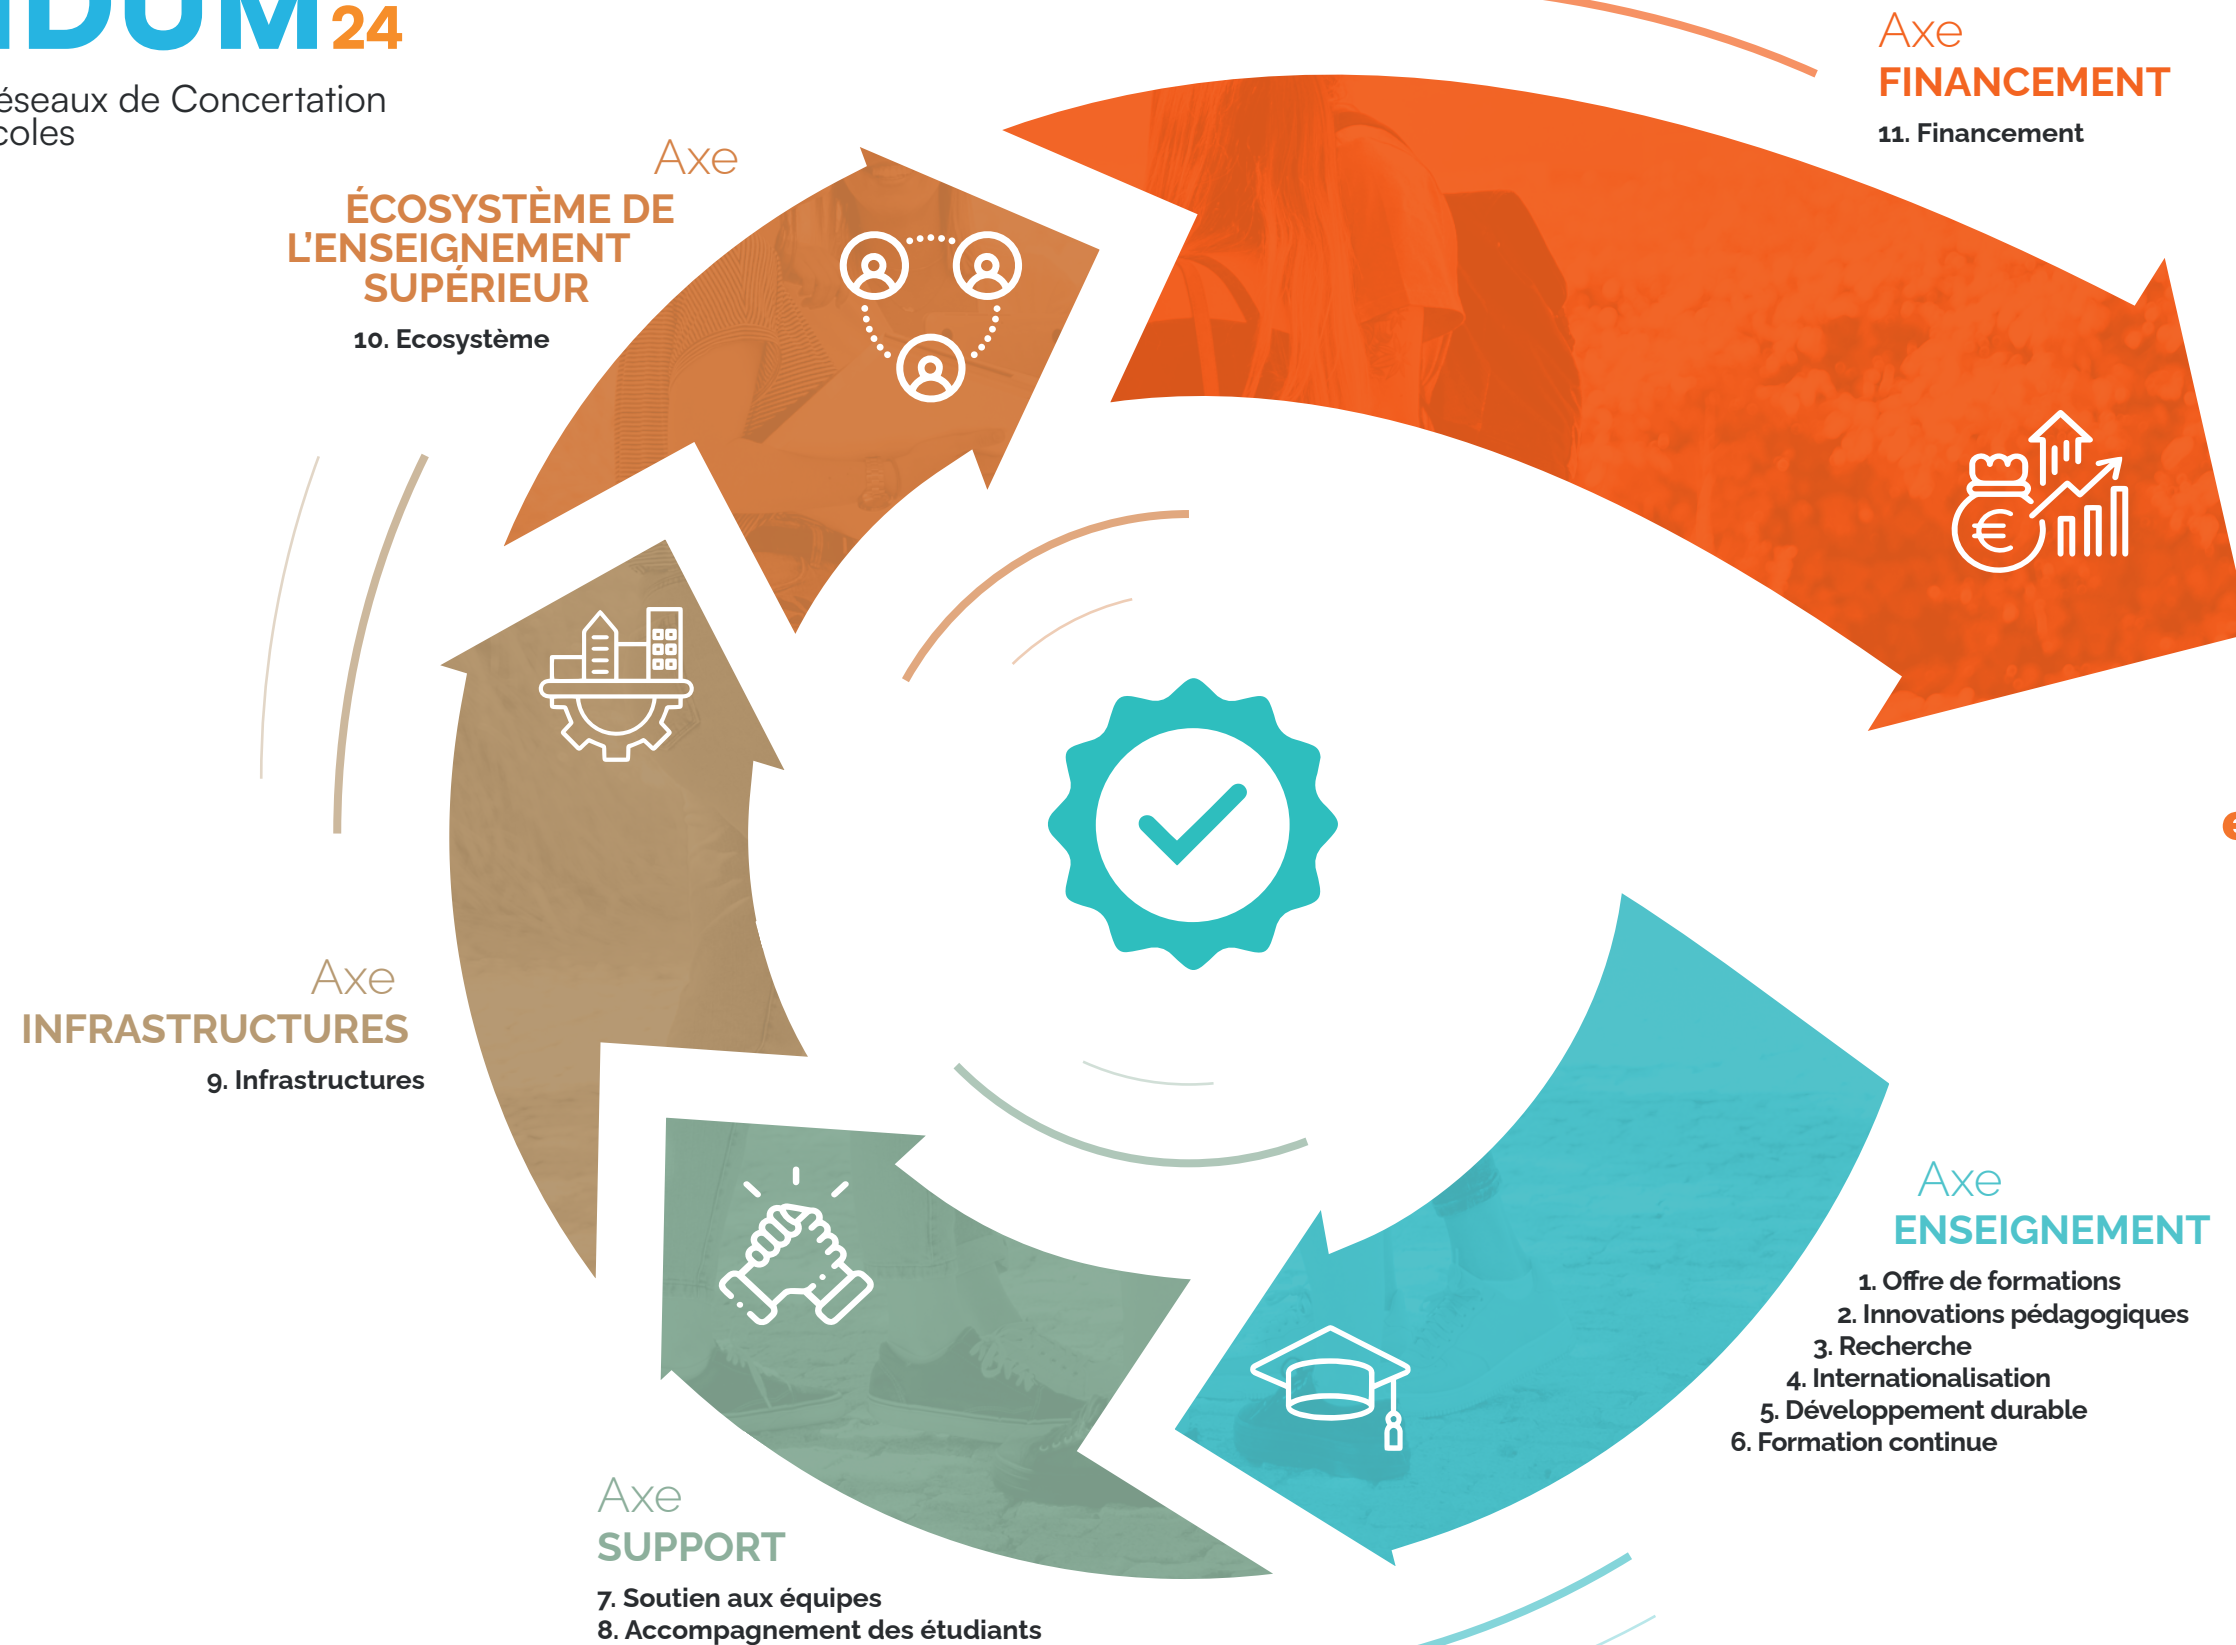 24
de Concertation
Axe
FINANCEMENT
11. Financement
Axe
ÉCOSYSTÈME DE
L'ENSEIGNEMENT
SUPÉRIEUR
10. Ecosystème
Axe
INFRASTRUCTURES
9. Infrastructures
Axe
ENSEIGNEMENT
1. Offre de formations
2. Innovations pédagogiques
3. Recherche
4. Internationalisation
5. Développement durable
6. Formation continue
Axe
SUPPORT
7. Soutien aux équipes
8. Accompagnement des étudiants